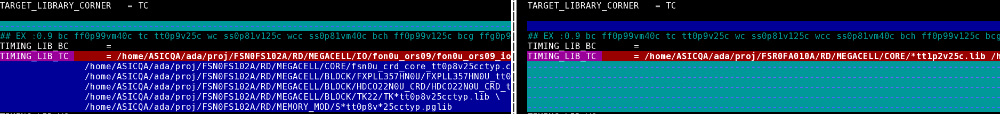 TARGET_LIBRARY_CORNER = TC
## EX :0.9 bc ff0p99vm40c tc tt0p9v25c wc ss0p81v125c wcc ss0p81vm40c bch ff0p99v125c bcg ffg0p9
TIMING_LIB_BC =
TIMING_LIB_TC = /home/ASICQA/ada/proj/FSN0FS102A/RD/MEGACELL/IO/fon0u_ors09/fon0u_ors09_io
/home/ASICQA/ada/proj/FSN0FS102A/RD/MEGACELL/CORE/fsn0u_crd_core_tt0p8v25cctyp.c
/home/ASICQA/ada/proj/FSN0FS102A/RD/MEGACELL/BLOCK/FXPLL357HN0U/FXPLL357HN0U_tt0
/home/ASICQA/ada/proj/FSN0FS102A/RD/MEGACELL/BLOCK/HDCO22N0U_CRD/HDCO22N0U_CRD_t
/home/ASICQA/ada/proj/FSN0FS102A/RD/MEGACELL/BLOCK/TK22/TK*tt0p8v25cctyp.lib \
/home/ASICQA/ada/proj/FSN0FS102A/RD/MEMORY_MOD/S*tt0p8v*25cctyp.pglib
TARGET_LIBRARY_CORNER = TC
## EX :0.9 bc ff0p99vm40c tc tt0p9v25c wc ss0p81v125c wcc ss0p81vm40c bch ff0p99v125c bcg
TIMING_LIB_BC =
TIMING_LIB_TC = /home/ASICQA/ada/proj/FSR0FA010A/RD/MEGACELL/CORE/*tt1p2v25c.lib /h